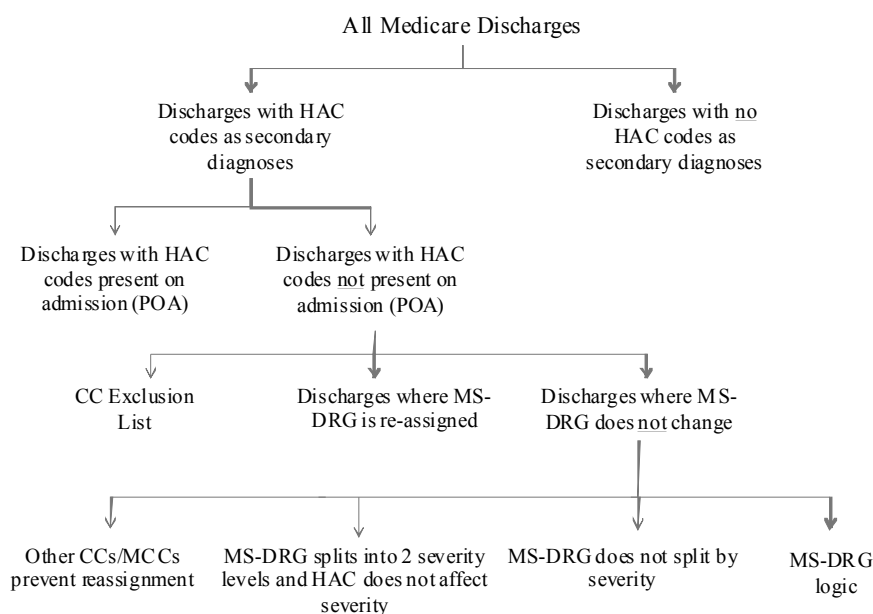 All Medicare Discharges
Discharges with HAC
codes as secondary
diagnoses
Discharges with no
HAC codes as
secondary diagnoses
Discharges with HAC
codes present on
admission (POA)
Discharges with HAC
codes not present on
admission (POA)
CC Exclusion
List
Discharges where MS-
DRG is re-assigned
Discharges where MS-
DRG does not change
Other CCs/MCCs
prevent reassignment
MS-DRG splits into 2 severity
levels and HAC does not affect
severity
MS-DRG does not split by
severity
MS-DRG
logic